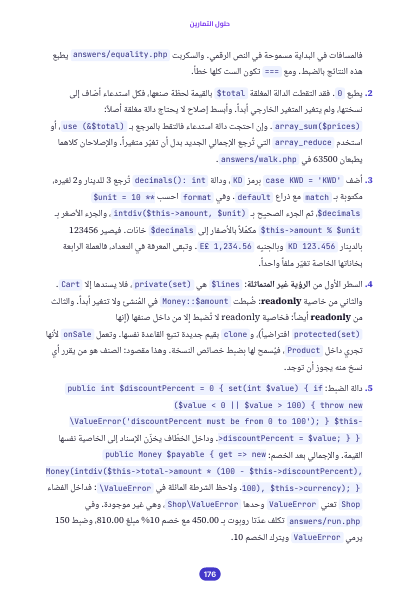 حلول التمارين
فالمسافات في البداية مسموحة في النص الرقمي. والسكريبت answers/equality.php يطبع
هذه النتائج بالضبط. ومع === تكون الست كلها خطأً.
2. يطبع 0. فقد التقطت الدالة المغلقة $total بالقيمة لحظة صنعها، فكل استدعاء أضاف إلى
نسختها، ولم يتغير المتغير الخارجي أبداً. وأبسط إصلاح لا يحتاج دالة مغلقة أصلاً:
array_sum($prices). وإن احتجت دالة استدعاء فالتقط بالمرجع بـ use (&$total)، أو
استخدم array_reduce التي تُرجع الإجمالي الجديد بدل أن تغيّر متغيراً. والإصلاحان كلاهما
يطبعان 63500 في answers/walk.php.
3. أضف case KWD = 'KWD' برمز KD، ودالة decimals(): int تُرجع 3 للدينار و2 لغيره،
مكتوبة بـ match مع ذراع default. وفي format احسب $unit = 10 **
$decimals، ثم الجزء الصحيح بـ intdiv($this->amount, $unit)، والجزء الأصغر بـ
$this->amount % $unit مكمّلاً بالأصفار إلى $decimals خانات. فيصير 123456
بالدينار KD 123.456 وبالجنيه E£ 1,234.56. وتبقى المعرفة في التعداد، فالعملة الرابعة
بخاناتها الخاصة تغيّر ملفاً واحداً.
4. السطر الأول من الرؤية غير المتماثلة: $lines هي private(set)، فلا يسندها إلا Cart.
والثاني من خاصية readonly: ضُبطت Money::$amount في المُنشئ ولا تتغير أبداً. والثالث
من readonly أيضاً: فخاصية readonly لا تُضبط إلا من داخل صنفها (إنها
protected(set) افتراضياً)، وclone بقيم جديدة تتبع القاعدة نفسها. وتعمل onSale لأنها
تجري داخل Product، فيُسمح لها بضبط خصائص النسخة. وهذا مقصود: الصنف هو من يقرر أي
نسخ منه يجوز أن توجد.
5. دالة الضبط: public int $discountPercent = 0 { set(int $value) { if
($value < 0 || $value > 100) { throw new
\ValueError('discountPercent must be from 0 to 100'); } $this-
>discountPercent = $value; } }. وداخل الخطّاف يخزّن الإسناد إلى الخاصية نفسها
القيمة. والإجمالي بعد الخصم: public Money $payable { get => new
Money(intdiv($this->total->amount * (100 - $this->discountPercent),
100), $this->currency); }. ولاحظ الشرطة المائلة في \ValueError: فداخل الفضاء
Shop تعني ValueError وحدها Shop\ValueError، وهي غير موجودة. وفي
answers/run.php تكلف عدّتا روبوت بـ 450.00 مع خصم 10% مبلغ 810.00، وضبط 150
يرمي ValueError ويترك الخصم 10.
176